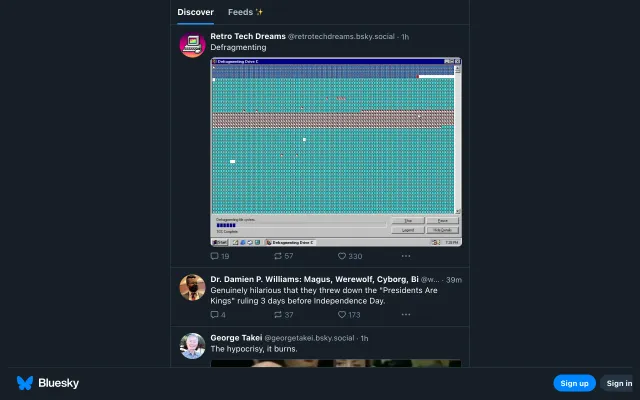 Discover Feeds ✨
Retro Tech Dreams @retrotechdreams.bsky.social · 1h
Defragmenting
Defragmenting Drive C
Defragmenting file system...
10% Complete
Stop Pause
Legend Hide Details
Start Defragmenting Drive C 7:28 PM
19 57 330 ...
Dr. Damien P. Williams: Magus, Werewolf, Cyborg, Bi @w... · 39m
Genuinely hilarious that they threw down the "Presidents Are
Kings" ruling 3 days before Independence Day.
4 37 173 ...
George Takei @georgetakei.bsky.social · 1h
The hypocrisy, it burns.
Bluesky Sign up Sign in